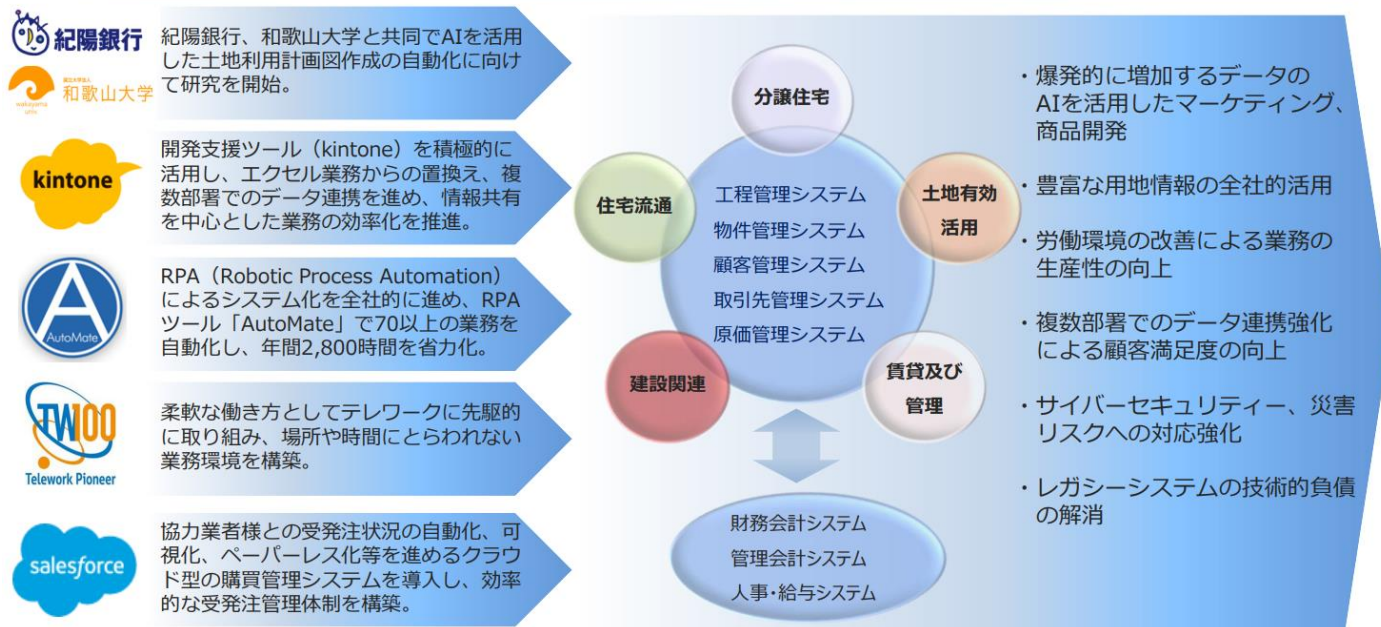 紀陽銀行
国立大学法人
和歌山大学
wakayama
univ
紀陽銀行、和歌山大学と共同でAIを活用
した土地利用計画図作成の自動化に向け
て研究を開始。
kintone
開発支援ツール（kintone）を積極的に
活用し、エクセル業務からの置換え、複
数部署でのデータ連携を進め、情報共有
を中心とした業務の効率化を推進。
A
AutoMate
RPA（Robotic Process Automation）
によるシステム化を全社的に進め、RPA
ツール「AutoMate」で70以上の業務を
自動化し、年間2,800時間を省力化。
TW100
Telework Pioneer
柔軟な働き方としてテレワークに先駆的
に取り組み、場所や時間にとらわれない
業務環境を構築。
salesforce
協力業者様との受発注状況の自動化、可
視化、ペーパーレス化等を進めるクラウ
ド型の購買管理システムを導入し、効率
的な受発注管理体制を構築。
分譲住宅
住宅流通
土地有効
活用
建設関連
賃貸及び
管理
工程管理システム
物件管理システム
顧客管理システム
取引先管理システム
原価管理システム
財務会計システム
管理会計システム
人事・給与システム
・爆発的に増加するデータの
AIを活用したマーケティング、
商品開発
・豊富な用地情報の全社的活用
・労働環境の改善による業務の
生産性の向上
・複数部署でのデータ連携強化
による顧客満足度の向上
・サイバーセキュリティー、災害
リスクへの対応強化
・レガシーシステムの技術的負債
の解消